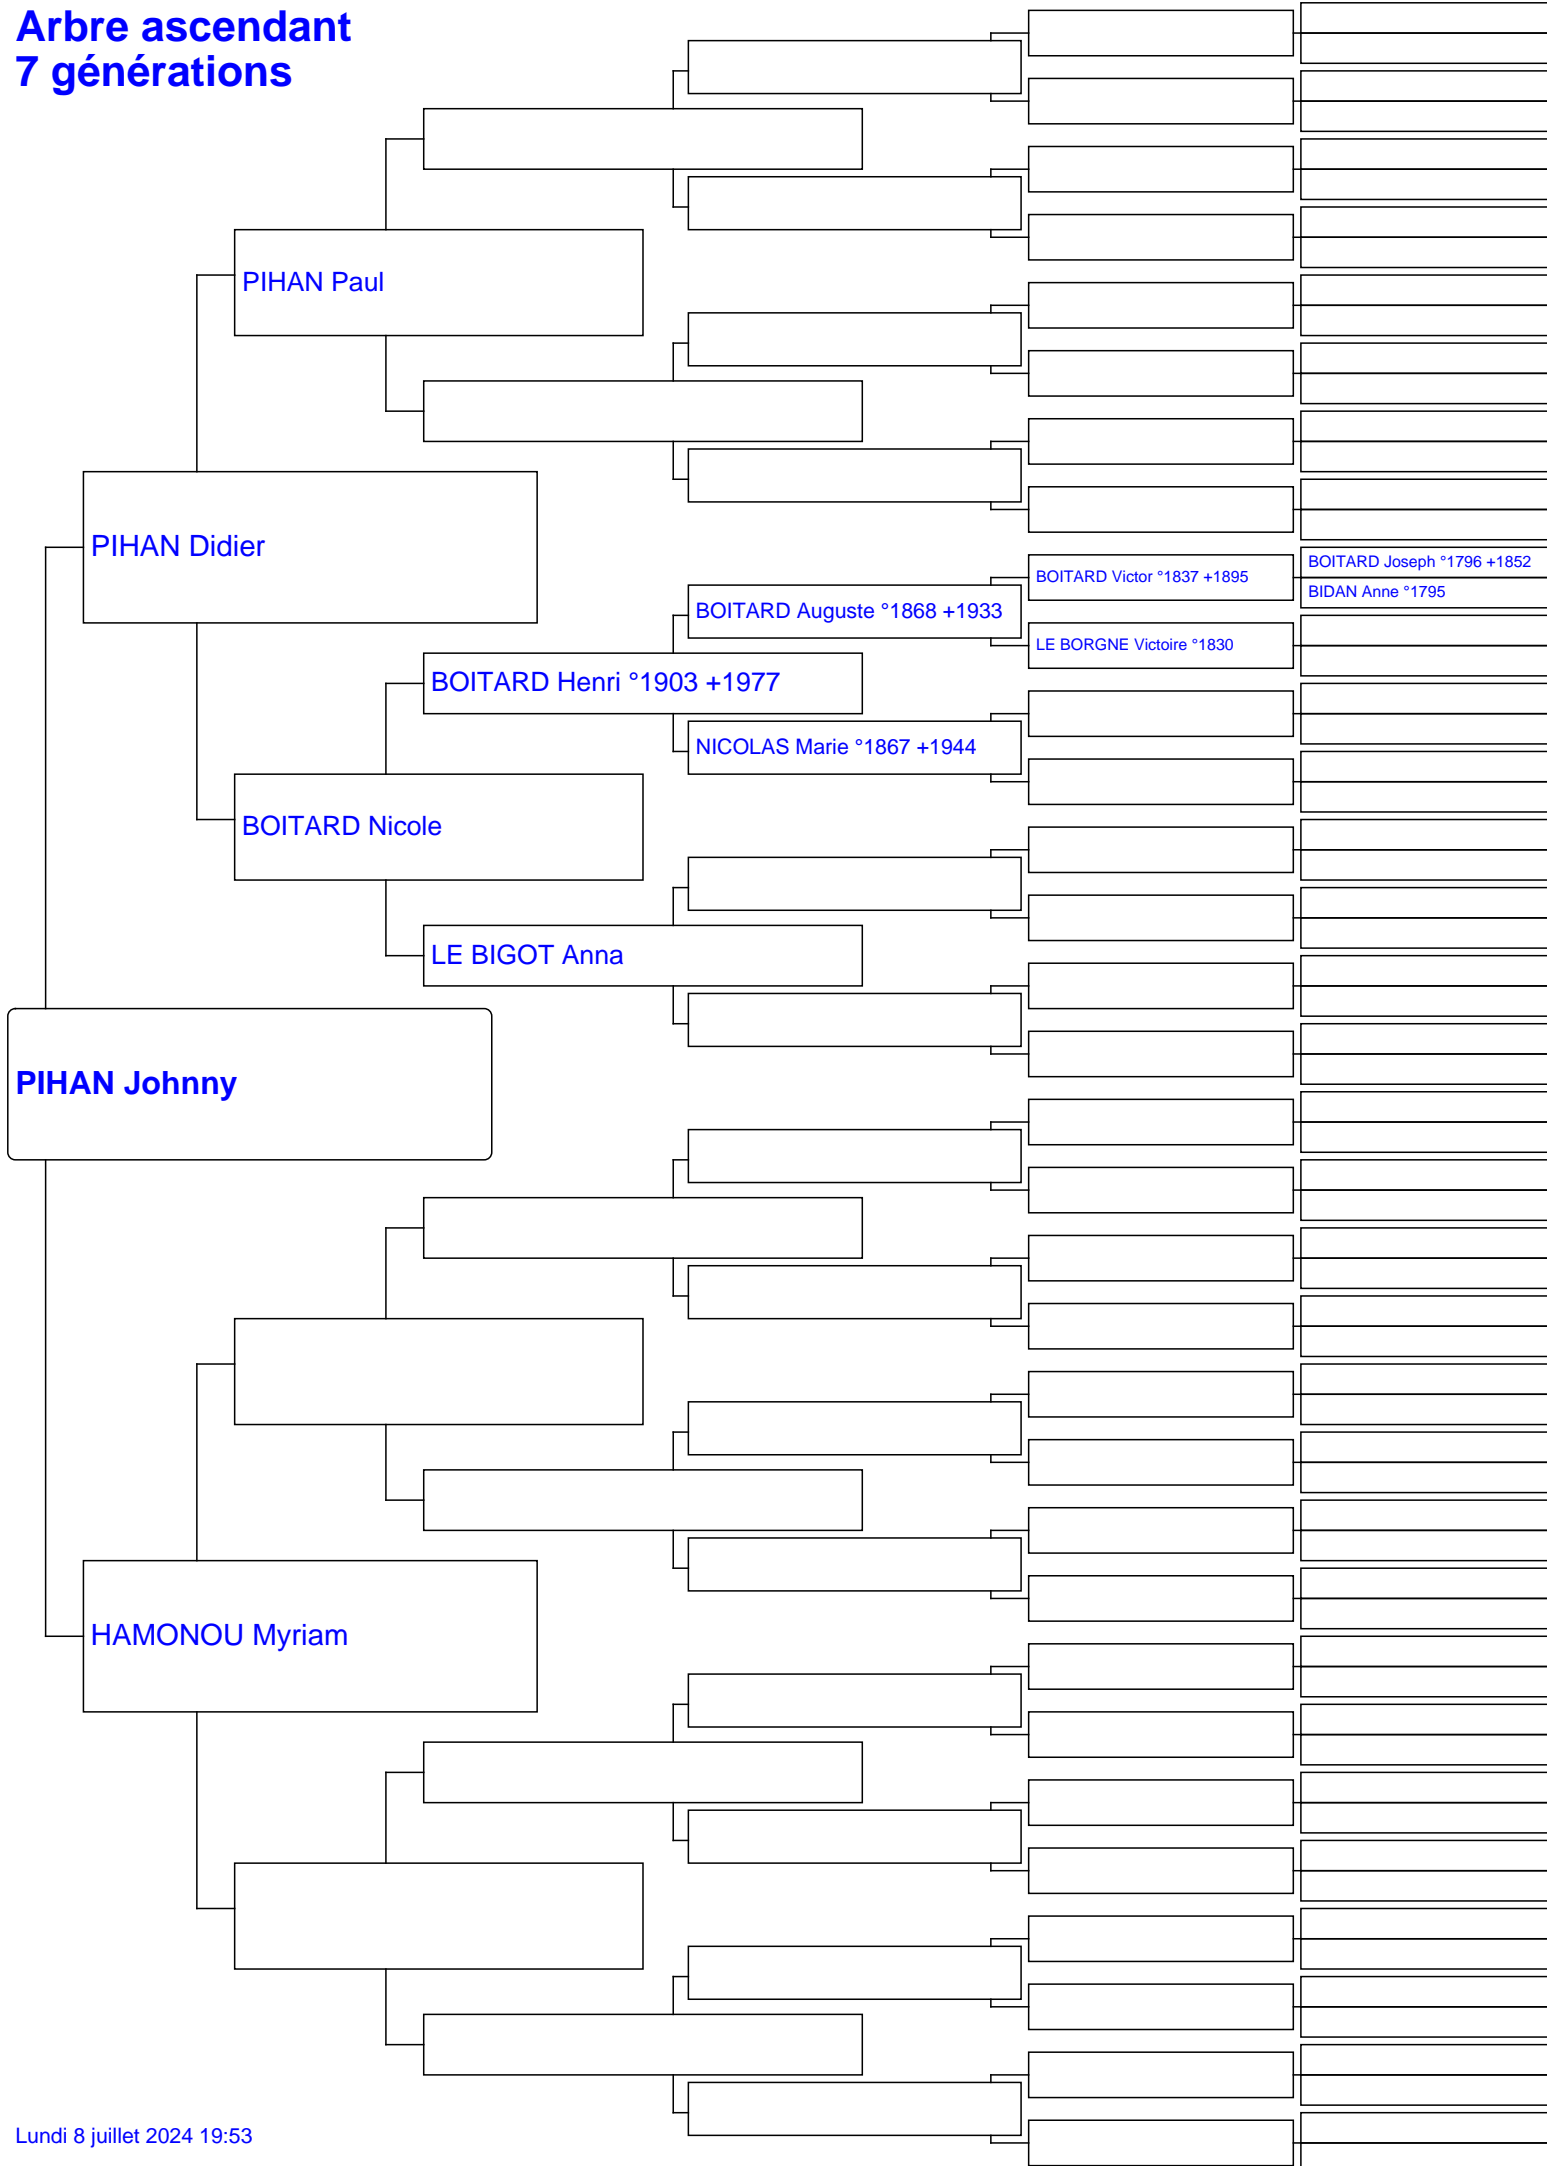 Arbre ascendant
7 générations
PIHAN Paul
PIHAN Didier
BOITARD Joseph °1796 +1852
BOITARD Victor °1837 +1895
BIDAN Anne °1795
BOITARD Auguste °1868 +1933
LE BORGNE Victoire °1830
BOITARD Henri °1903 +1977
NICOLAS Marie °1867 +1944
BOITARD Nicole
LE BIGOT Anna
PIHAN Johnny
HAMONOU Myriam
Lundi 8 juillet 2024 19:53